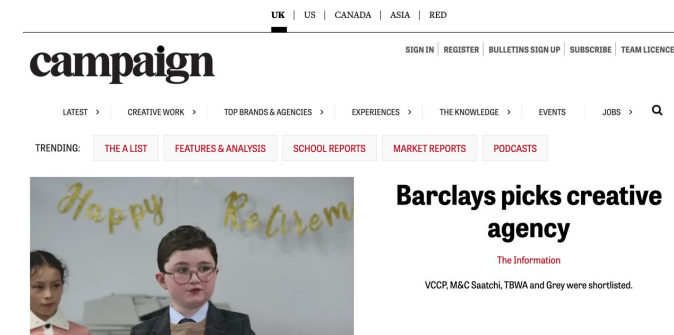 UK | US | CANADA | ASIA | RED
campaign
SIGN IN | REGISTER | BULLETINS SIGN UP | SUBSCRIBE | TEAM LICENCE
LATEST > CREATIVE WORK > TOP BRANDS & AGENCIES > EXPERIENCES > THE KNOWLEDGE > EVENTS JOBS >
TRENDING: THE A LIST FEATURES & ANALYSIS SCHOOL REPORTS MARKET REPORTS PODCASTS
Happy Retirem
Barclays picks creative
agency
The Information
VCCP, M&C Saatchi, TBWA and Grey were shortlisted.